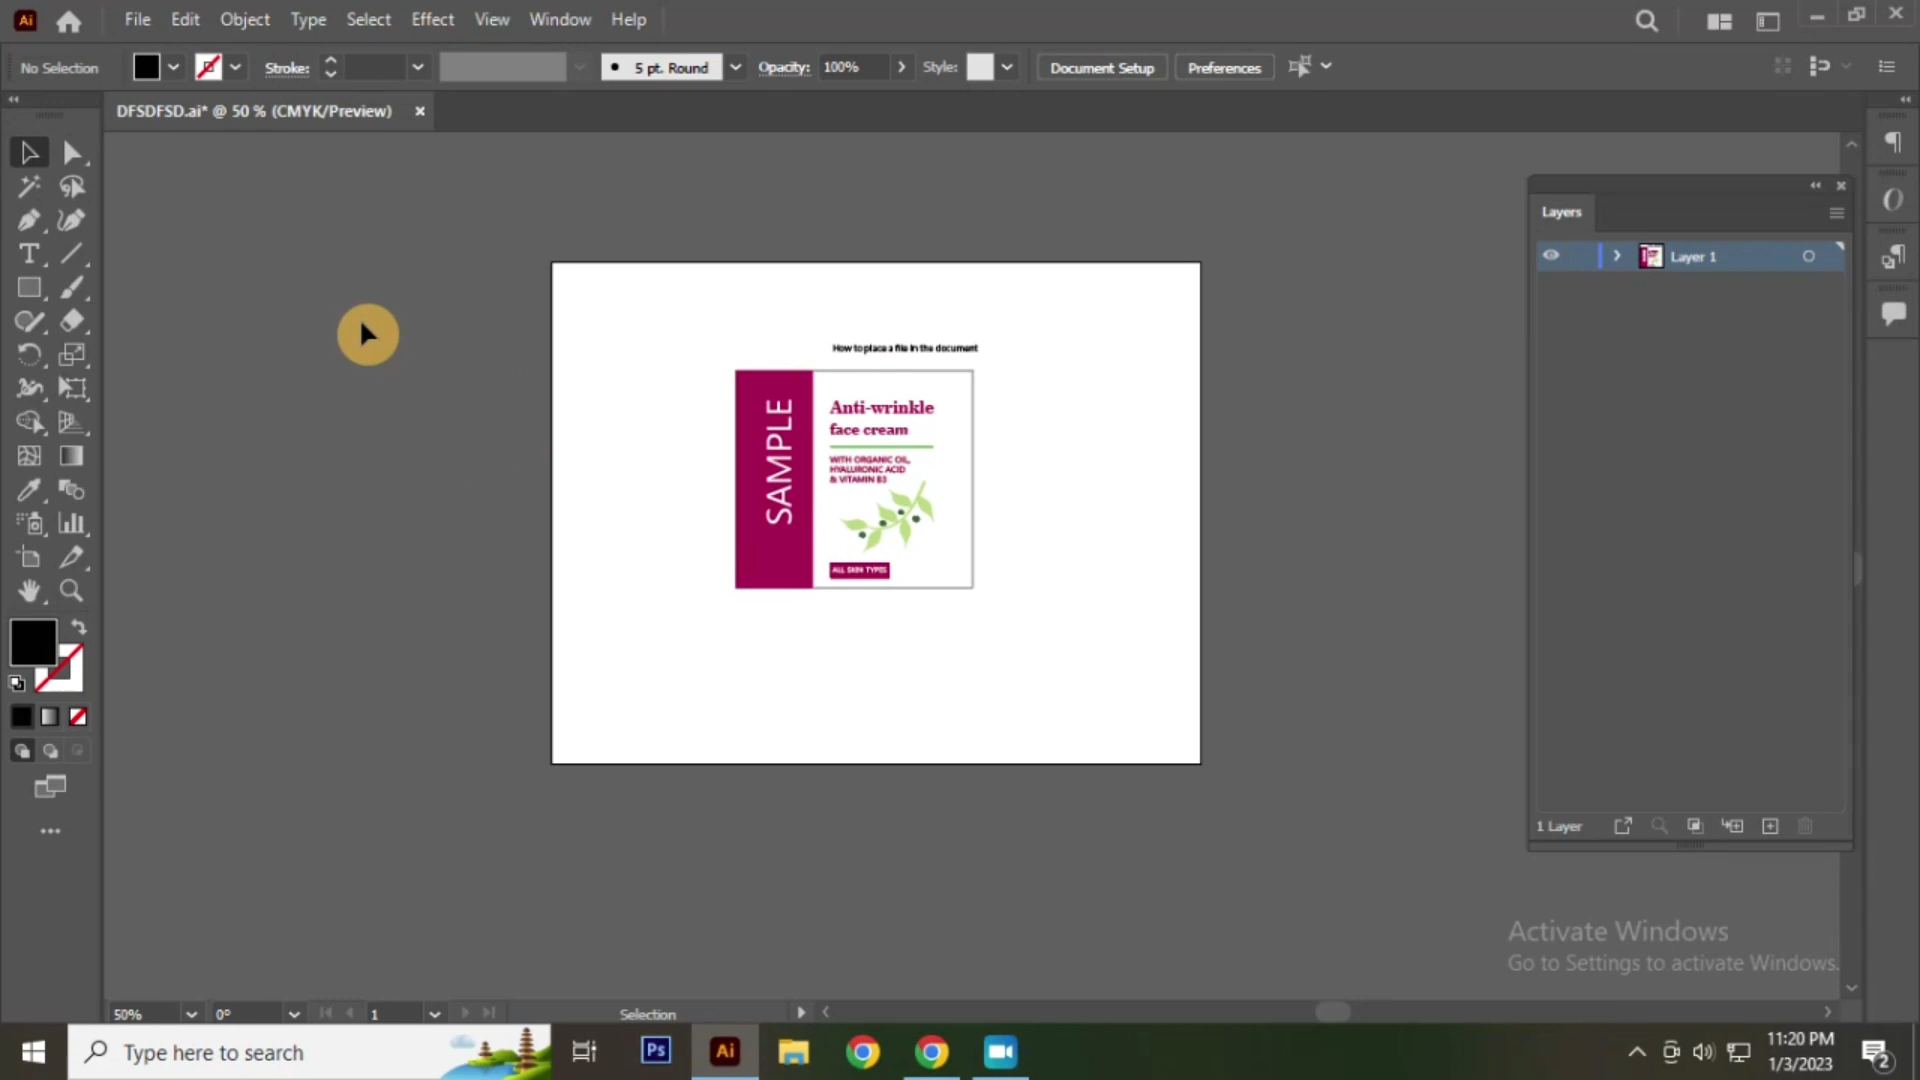 Ai File Edit Object Type Select Effect View Window Help
No Selection Stroke: 5 pt. Round Opacity: 100% Style: Document Setup Preferences
DFSDFSD.ai* @ 50 % (CMYK/Preview)
Layers
Layer 1
How to place a file in the document
SAMPLE
Anti-wrinkle
face cream
WITH ORGANIC OIL,
HYALURONIC ACID
& VITAMIN B3
ALL SKIN TYPES
1 Layer
Activate Windows
Go to Settings to activate Windows.
50% 0° 1 Selection
Type here to search Ps Ai 11:20 PM
1/3/2023 2